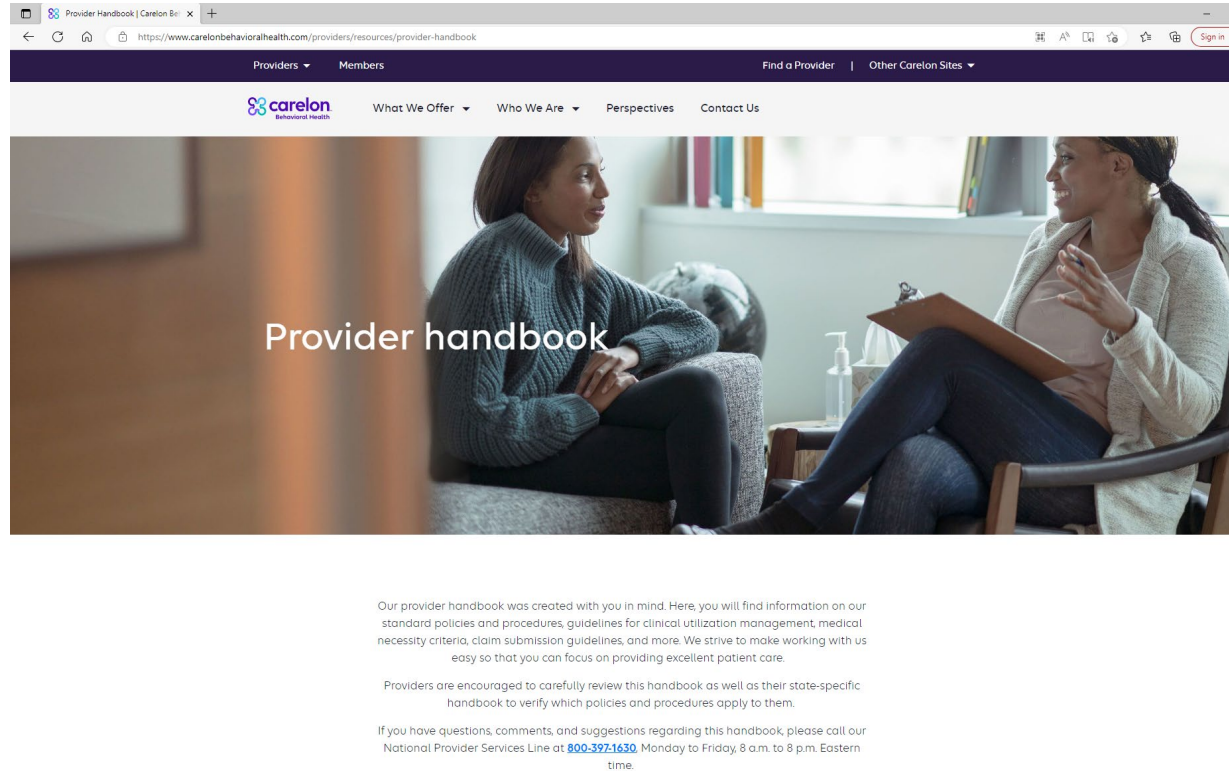 Provider Handbook | Carelon Be
https://www.carelonbehavioralhealth.com/providers/resources/provider-handbook
Sign in
Providers
Members
Find a Provider | Other Carelon Sites
carelon
Behavioral Health
What We Offer
Who We Are
Perspectives
Contact Us
Provider handbook
Our provider handbook was created with you in mind. Here, you will find information on our
standard policies and procedures, guidelines for clinical utilization management, medical
necessity criteria, claim submission guidelines, and more. We strive to make working with us
easy so that you can focus on providing excellent patient care.
Providers are encouraged to carefully review this handbook as well as their state-specific
handbook to verify which policies and procedures apply to them.
If you have questions, comments, and suggestions regarding this handbook, please call our
National Provider Services Line at 800-397-1630, Monday to Friday, 8 a.m. to 8 p.m. Eastern
time.